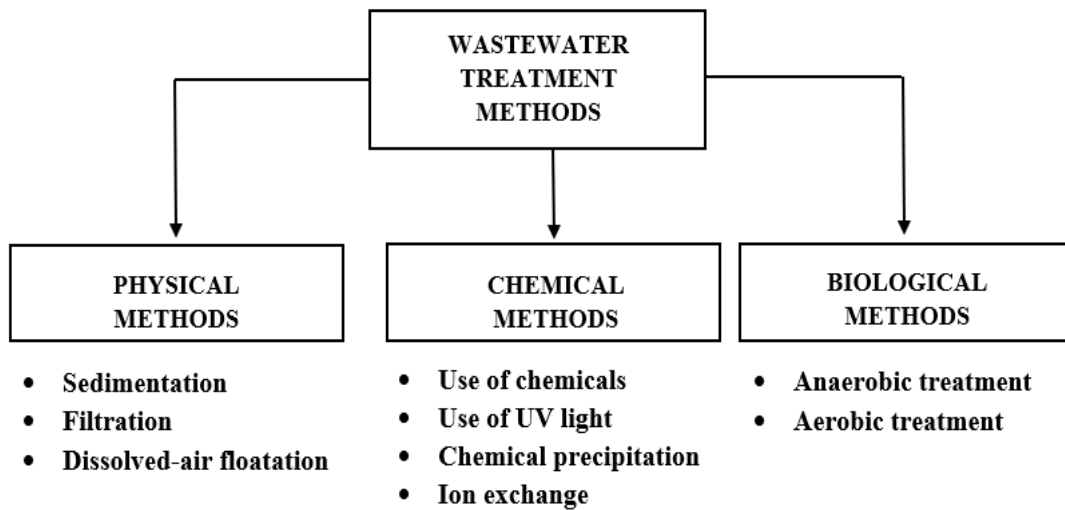 WASTEWATER
TREATMENT
METHODS
PHYSICAL
METHODS
CHEMICAL
METHODS
BIOLOGICAL
METHODS
• Sedimentation
• Filtration
• Dissolved-air floatation
• Use of chemicals
• Use of UV light
• Chemical precipitation
• Ion exchange
• Anaerobic treatment
• Aerobic treatment